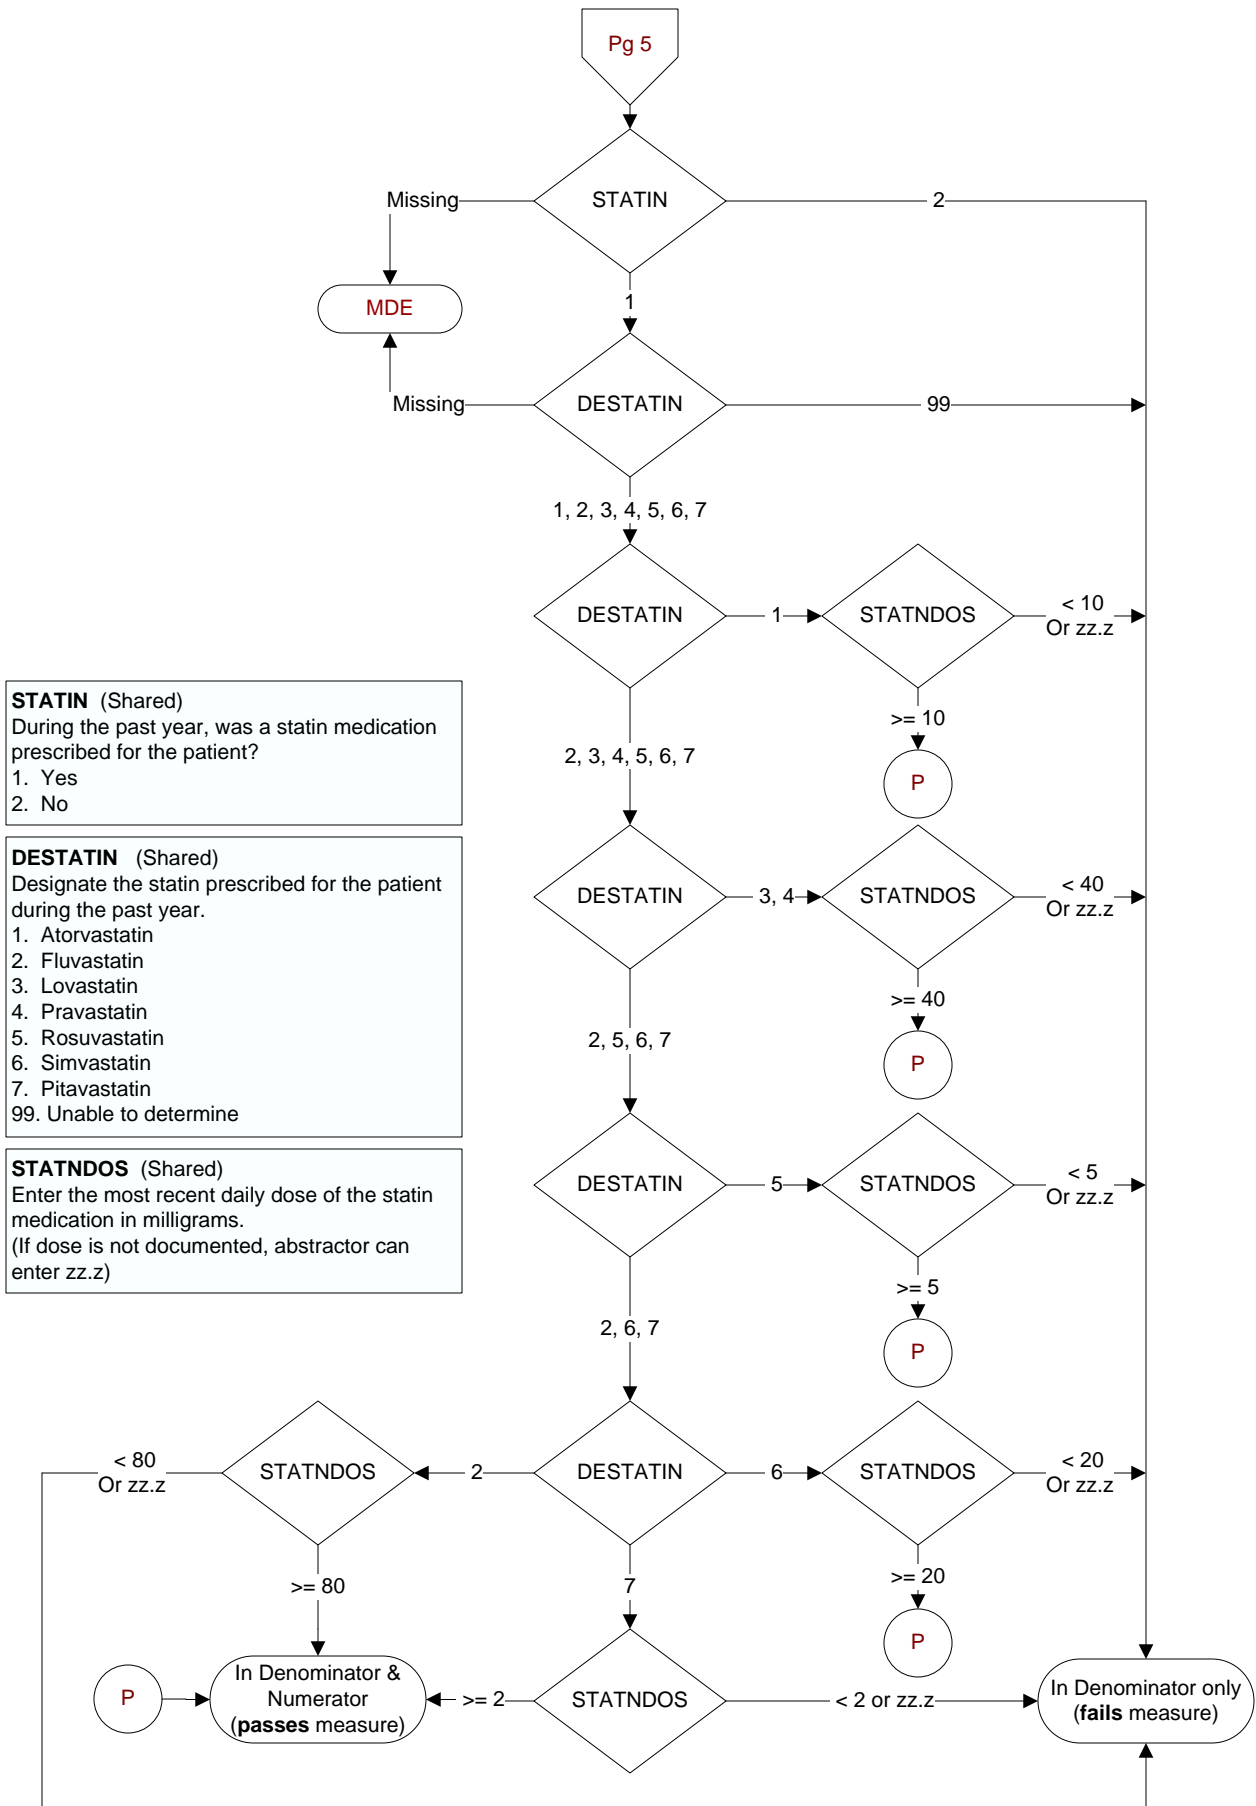 Pg 5
STATIN
Missing
2
MDE
1
DESTATIN
Missing
99
1, 2, 3, 4, 5, 6, 7
DESTATIN
1
STATNDOS
< 10
Or zz.z
>= 10
P
2, 3, 4, 5, 6, 7
STATIN (Shared)
During the past year, was a statin medication
prescribed for the patient?
1. Yes
2. No
DESTATIN (Shared)
Designate the statin prescribed for the patient
during the past year.
1. Atorvastatin
2. Fluvastatin
3. Lovastatin
4. Pravastatin
5. Rosuvastatin
6. Simvastatin
7. Pitavastatin
99. Unable to determine
STATNDOS (Shared)
Enter the most recent daily dose of the statin
medication in milligrams.
(If dose is not documented, abstractor can
enter zz.z)
DESTATIN
3, 4
STATNDOS
< 40
Or zz.z
>= 40
P
2, 5, 6, 7
DESTATIN
5
STATNDOS
< 5
Or zz.z
>= 5
P
2, 6, 7
< 80
Or zz.z
STATNDOS
2
DESTATIN
6
STATNDOS
< 20
Or zz.z
>= 80
7
>= 20
P
P
In Denominator &
Numerator
(passes measure)
>= 2
STATNDOS
< 2 or zz.z
In Denominator only
(fails measure)